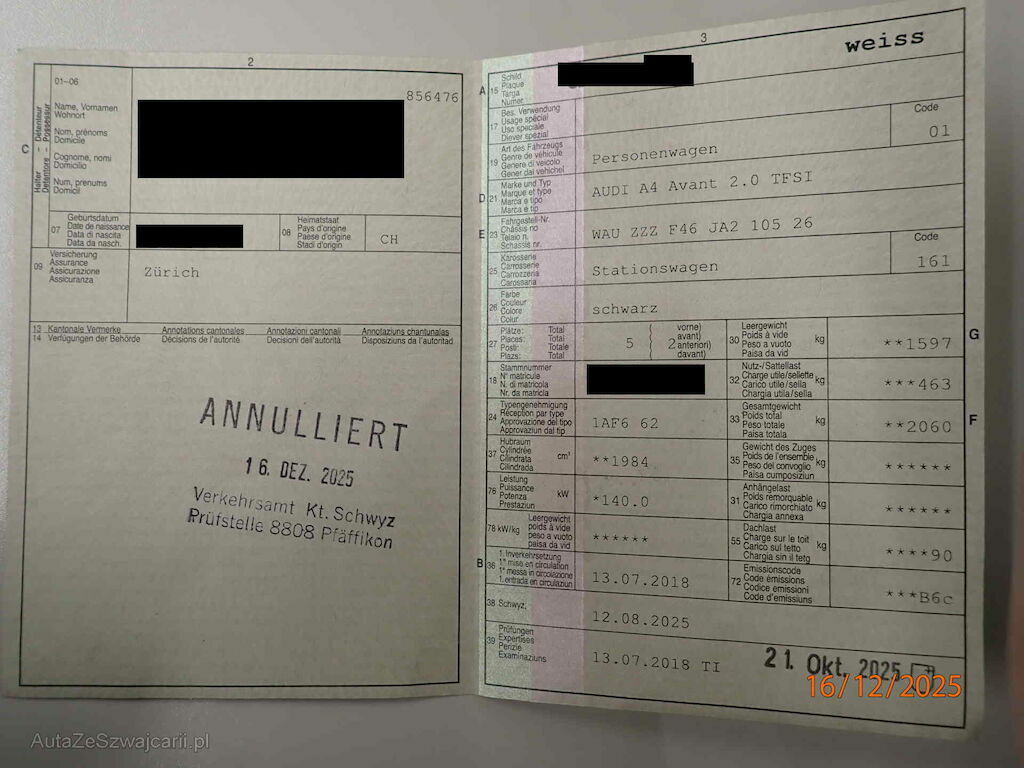 2
01-06
856476
C
Halter - Détenteur
Detentore - Possessur
Name, Vornamen
Wohnort
Nom, prénoms
Domicile
Cognome, nomi
Domicilio
Num, prenums
Domicil
07
Geburtsdatum
Date de naissance
Data di nascita
Data da nasch.
08
Heimatstaat
Pays d'origine
Paese d'origine
Stadi d'origin
CH
09
Versicherung
Assurance
Assicurazione
Assicuranza
Zürich
13 Kantonale Vermerke Annotations cantonales Annotazioni cantonali Annotaziuns chantunalas
14 Verfügungen der Behörde Décisions de l'autorité Decisioni dell'autorità Disposiziuns da l'autoritad
ANNULLIERT
16. DEZ. 2025
Verkehrsamt Kt. Schwyz
Prüfstelle 8808 Pfäffikon
3
weiss
A 15
Schild
Plaque
Targa
Numer
17
Bes. Verwendung
Usage spécial
Uso speciale
Diever spezial
Code
01
19
Art des Fahrzeugs
Genre de véhicule
Genere di veicolo
Gener dal vehichel
Personenwagen
D 21
Marke und Typ
Marque et type
Marca e tipo
Marca e tip
AUDI A4 Avant 2.0 TFSI
E 23
Fahrgestell-Nr.
Châssis no
Telaio n.
Schassis nr.
WAU ZZZ F46 JA2 105 26
25
Karosserie
Carrosserie
Carrozzeria
Carossaria
Stationswagen
Code
161
26
Farbe
Couleur
Colore
Colur
schwarz
27
Plätze: Total
Places: Total
Posti: Totale
Plazs: Total
5
2
vorne)
avant)
anteriori)
davant)
30
Leergewicht
Poids à vide
Peso a vuoto
Paisa da vid
kg
**1597
G
18
Stammnummer
N° matricule
N. di matricola
Nr. da matricla
32
Nutz-/Sattellast
Charge utile/sellette
Carico utile/sella
Chargia utila/sella
kg
***463
24
Typengenehmigung
Réception par type
Approvazione del tipo
Approvaziun dal tip
1AF6 62
33
Gesamtgewicht
Poids total
Peso totale
Paisa totala
kg
**2060
F
37
Hubraum
Cylindrée
Cilindrata
Cilindrada
cm³
**1984
35
Gewicht des Zuges
Poids de l'ensemble
Peso del convoglio
Paisa cumposiziun
kg
******
76
Leistung
Puissance
Potenza
Prestaziun
kW
*140.0
31
Anhängelast
Poids remorquable
Carico rimorchiato
Chargia annexa
kg
******
78 kW/kg
Leergewicht
poids à vide
peso a vuoto
paisa da vid
******
55
Dachlast
Charge sur le toit
Carico sul tetto
Chargia sin il tetg
kg
****90
B 36
1. Inverkehrsetzung
1re mise en circulation
1a messa in circolazione
1. entrada en circulaziun
13.07.2018
72
Emissionscode
Code émissions
Codice emissioni
Code d'emissiuns
***B6c
38 Schwyz,
12.08.2025
39
Prüfungen
Expertises
Perizie
Examinaziuns
13.07.2018 TI
21. Okt. 2025
16/12/2025
AutaZeSzwajcarii.pl